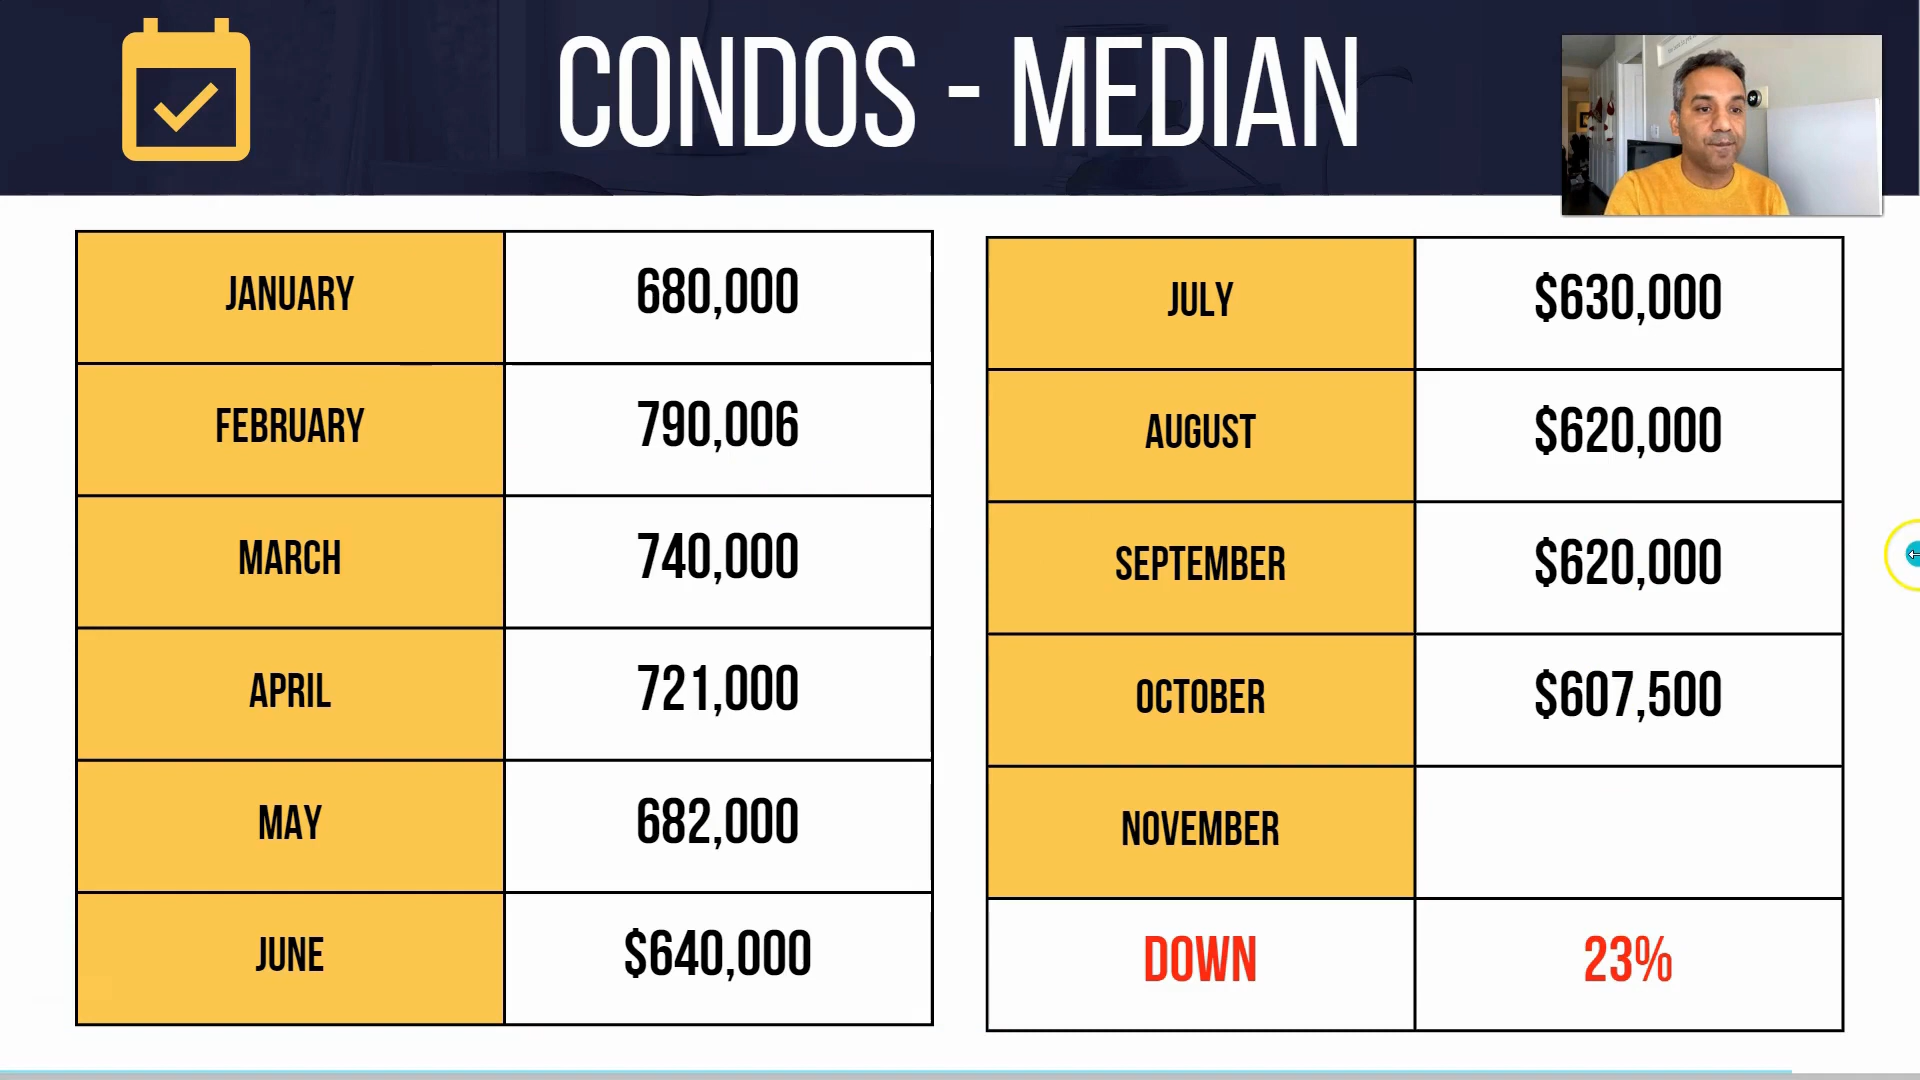 CONDOS - MEDIAN
JANUARY 680,000
FEBRUARY 790,006
MARCH 740,000
APRIL 721,000
MAY 682,000
JUNE $640,000
JULY $630,000
AUGUST $620,000
SEPTEMBER $620,000
OCTOBER $607,500
NOVEMBER
DOWN 23%